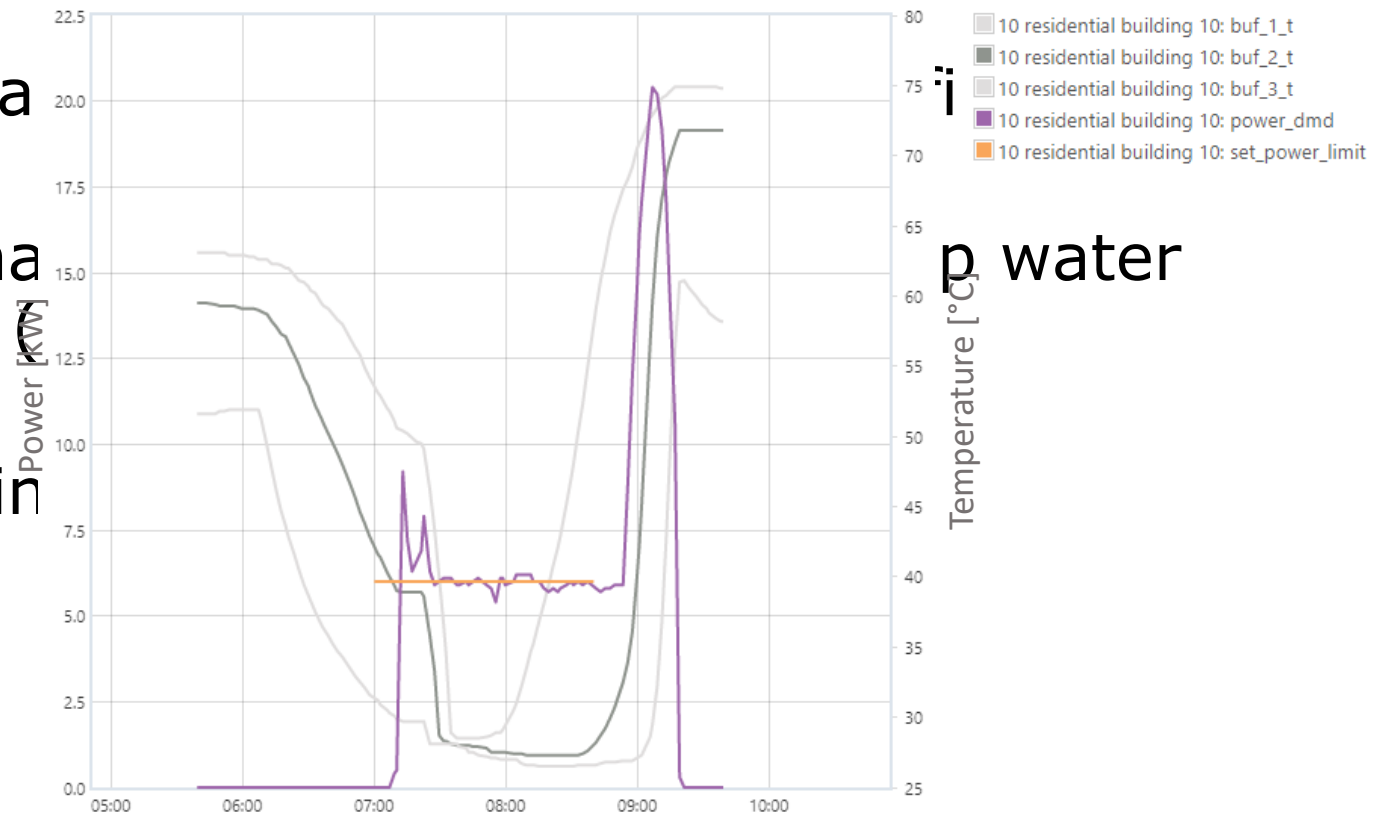 22.5
20.0
17.5
15.0
12.5
10.0
7.5
5.0
2.5
0.0
Power [kW]
05:00 06:00 07:00 08:00 09:00 10:00
80
75
70
65
60
55
50
45
40
35
30
25
Temperature [°C]
10 residential building 10: buf_1_t
10 residential building 10: buf_2_t
10 residential building 10: buf_3_t
10 residential building 10: power_dmd
10 residential building 10: set_power_limit
a
p water
in